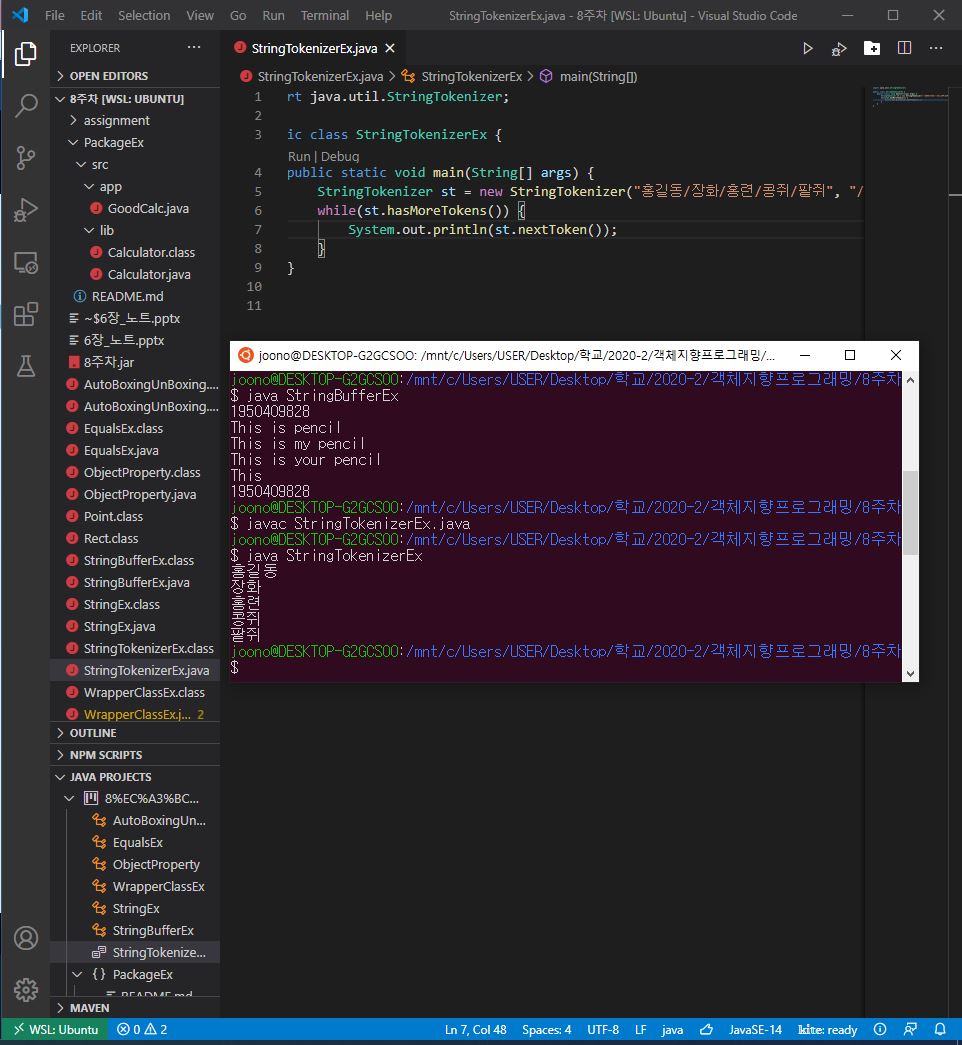 File Edit Selection View Go Run Terminal Help StringTokenizerEx.java - 8주차 [WSL: Ubuntu] - Visual Studio Code
EXPLORER
OPEN EDITORS
8주차 [WSL: UBUNTU]
assignment
PackageEx
src
app
GoodCalc.java
lib
Calculator.class
Calculator.java
README.md
~$6장_노트.pptx
6장_노트.pptx
8주차.jar
AutoBoxingUnBoxing....
AutoBoxingUnBoxing....
EqualsEx.class
EqualsEx.java
ObjectProperty.class
ObjectProperty.java
Point.class
Rect.class
StringBufferEx.class
StringBufferEx.java
StringEx.class
StringEx.java
StringTokenizerEx.class
StringTokenizerEx.java
WrapperClassEx.class
WrapperClassEx.j... 2
OUTLINE
NPM SCRIPTS
JAVA PROJECTS
8%EC%A3%BC...
AutoBoxingUn...
EqualsEx
ObjectProperty
WrapperClassEx
StringEx
StringBufferEx
StringTokenize...
{} PackageEx
README.md
MAVEN
StringTokenizerEx.java
StringTokenizerEx.java > StringTokenizerEx > main(String[])
1 rt java.util.StringTokenizer;
2
3 ic class StringTokenizerEx {
Run | Debug
4 public static void main(String[] args) {
5 StringTokenizer st = new StringTokenizer("홍길동/장화/홍련/콩쥐/팥쥐", "/
6 while(st.hasMoreTokens()) {
7 System.out.println(st.nextToken());
8 }
9 }
10
11
joono@DESKTOP-G2GCSOO: /mnt/c/Users/USER/Desktop/학교/2020-2/객체지향프로그래밍/...
joono@DESKTOP-G2GCSOO:/mnt/c/Users/USER/Desktop/학교/2020-2/객체지향프로그래밍/8주차
$ java StringBufferEx
1950409828
This is pencil
This is my pencil
This is your pencil
This
1950409828
joono@DESKTOP-G2GCSOO:/mnt/c/Users/USER/Desktop/학교/2020-2/객체지향프로그래밍/8주차
$ javac StringTokenizerEx.java
joono@DESKTOP-G2GCSOO:/mnt/c/Users/USER/Desktop/학교/2020-2/객체지향프로그래밍/8주차
$ java StringTokenizerEx
홍길동
장화
홍련
콩쥐
팥쥐
joono@DESKTOP-G2GCSOO:/mnt/c/Users/USER/Desktop/학교/2020-2/객체지향프로그래밍/8주차
$
WSL: Ubuntu 0 2 Ln 7, Col 48 Spaces: 4 UTF-8 LF java JavaSE-14 kite: ready